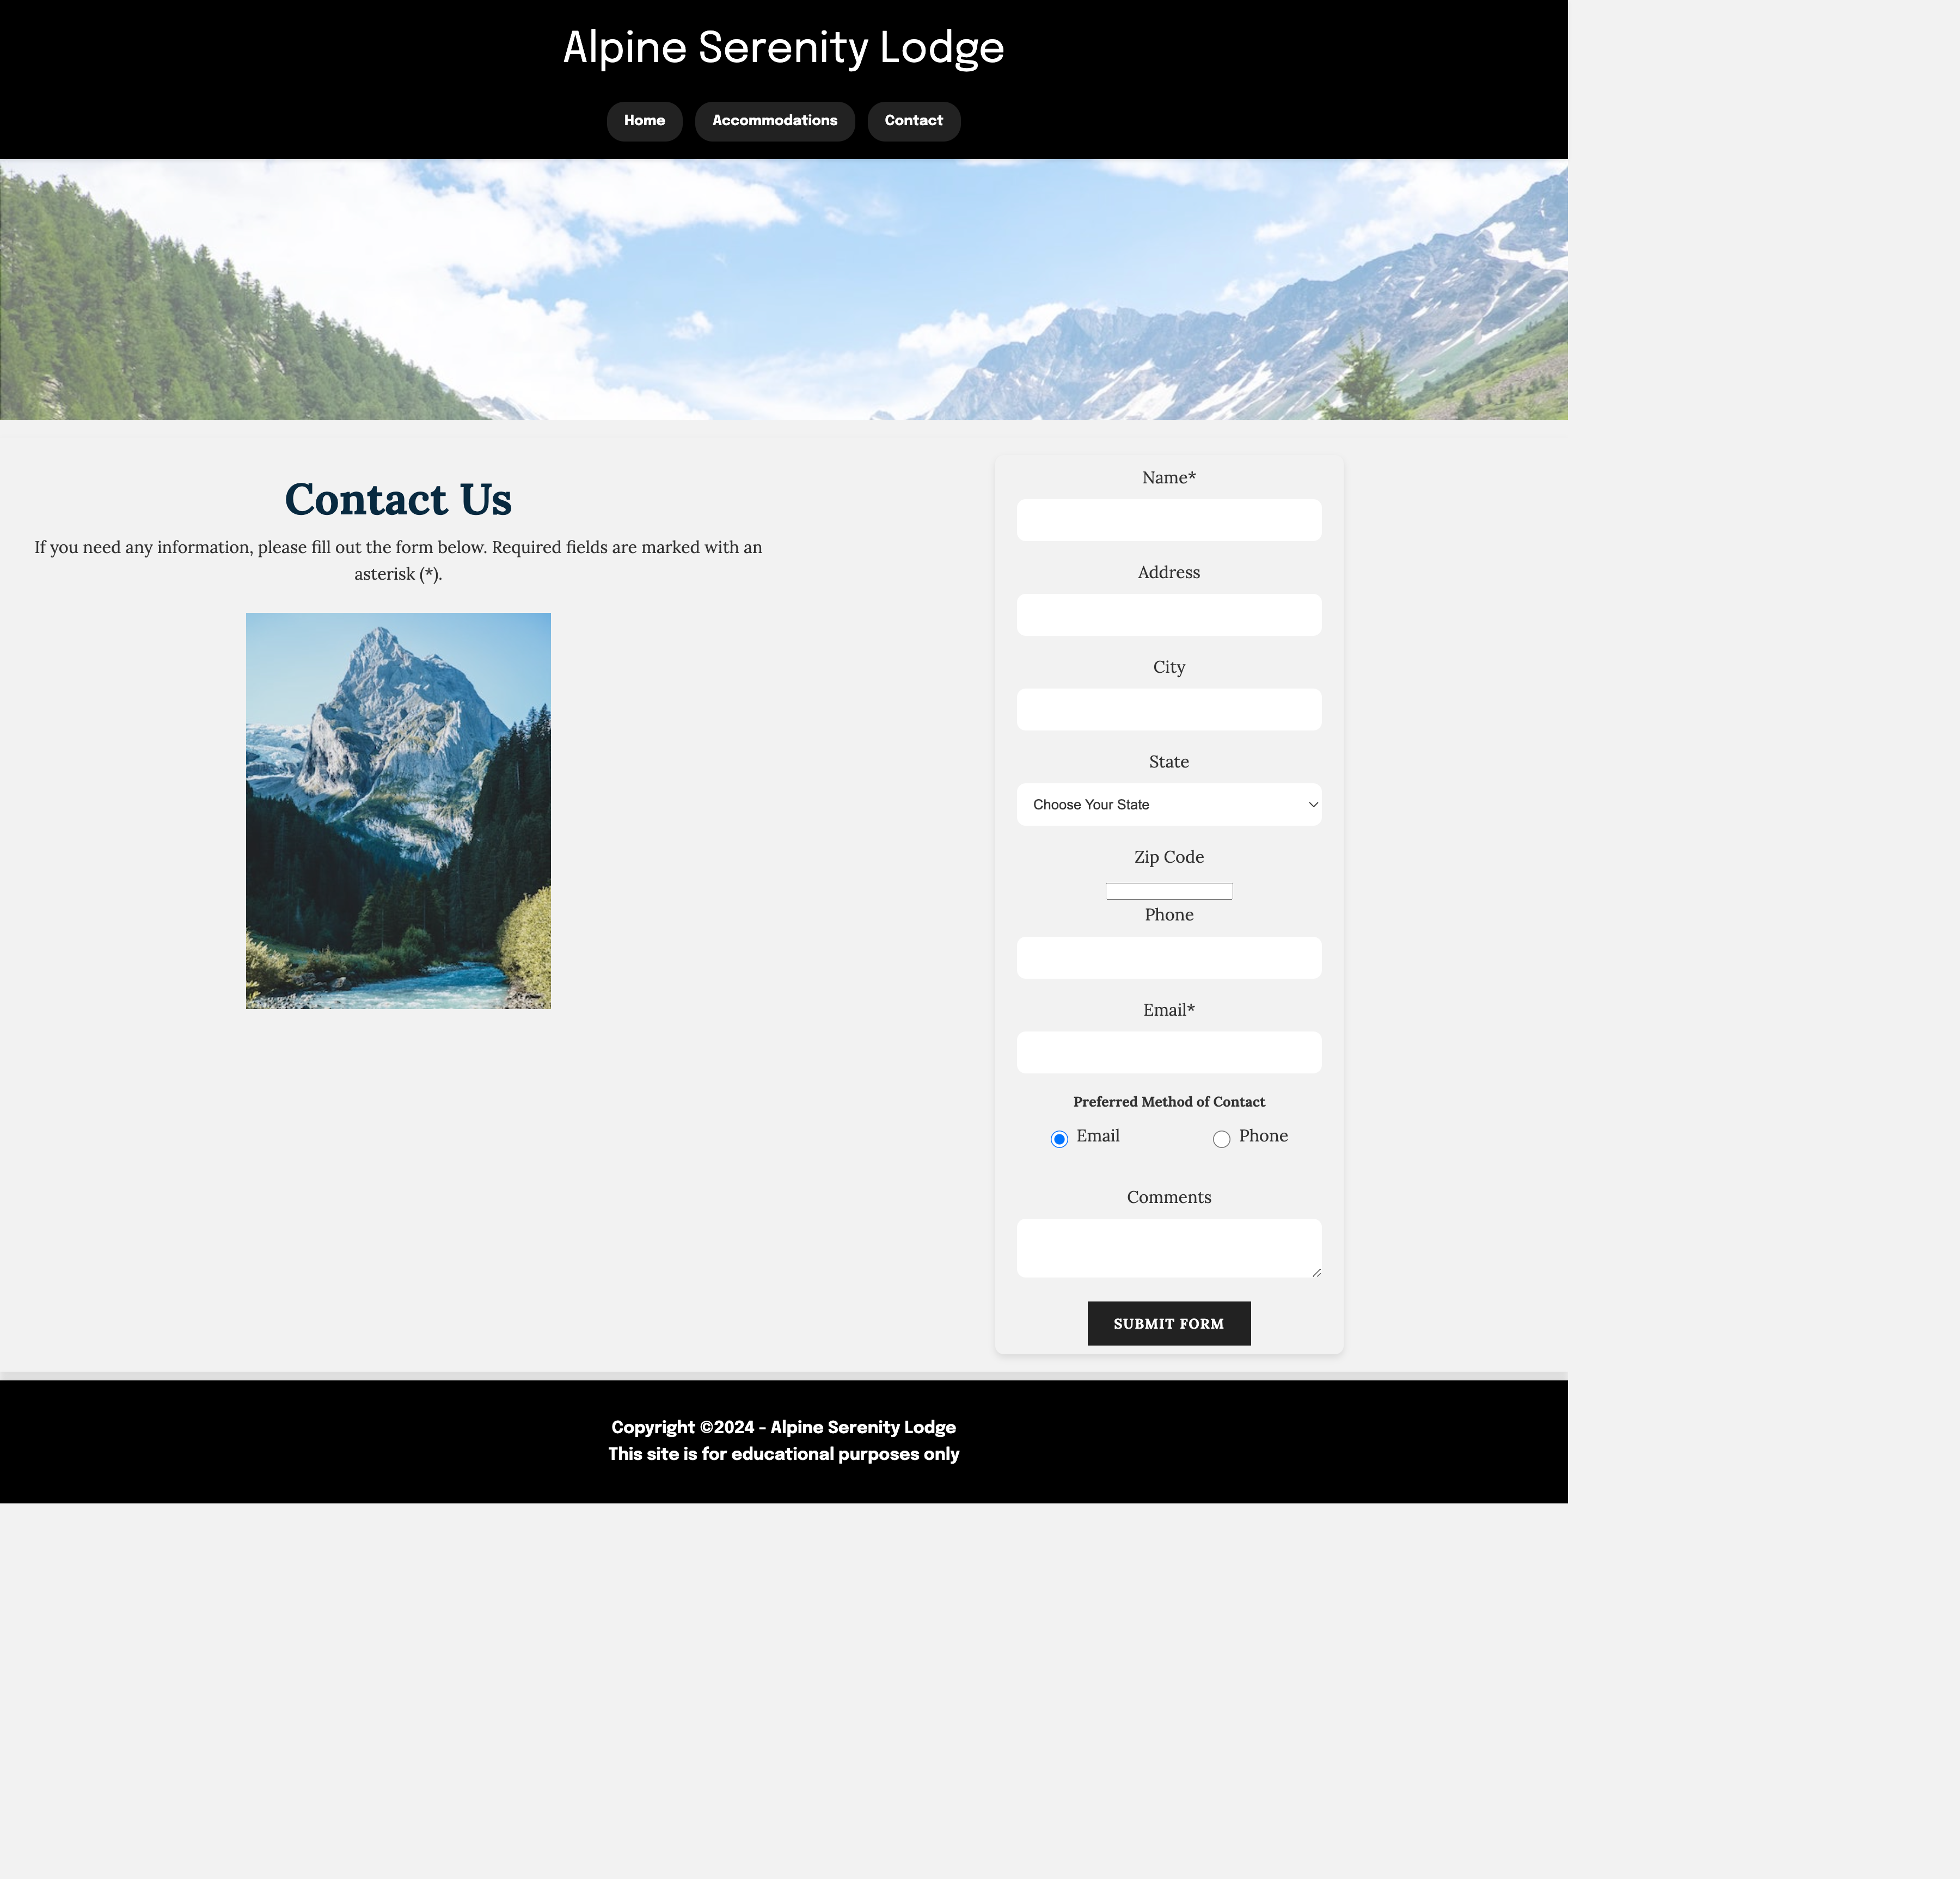 Alpine Serenity Lodge
Home Accommodations Contact
Contact Us
If you need any information, please fill out the form below. Required fields are marked with an
asterisk (*).
Name*
Address
City
State
Choose Your State
Zip Code
Phone
Email*
Preferred Method of Contact
Email Phone
Comments
SUBMIT FORM
Copyright ©2024 - Alpine Serenity Lodge
This site is for educational purposes only